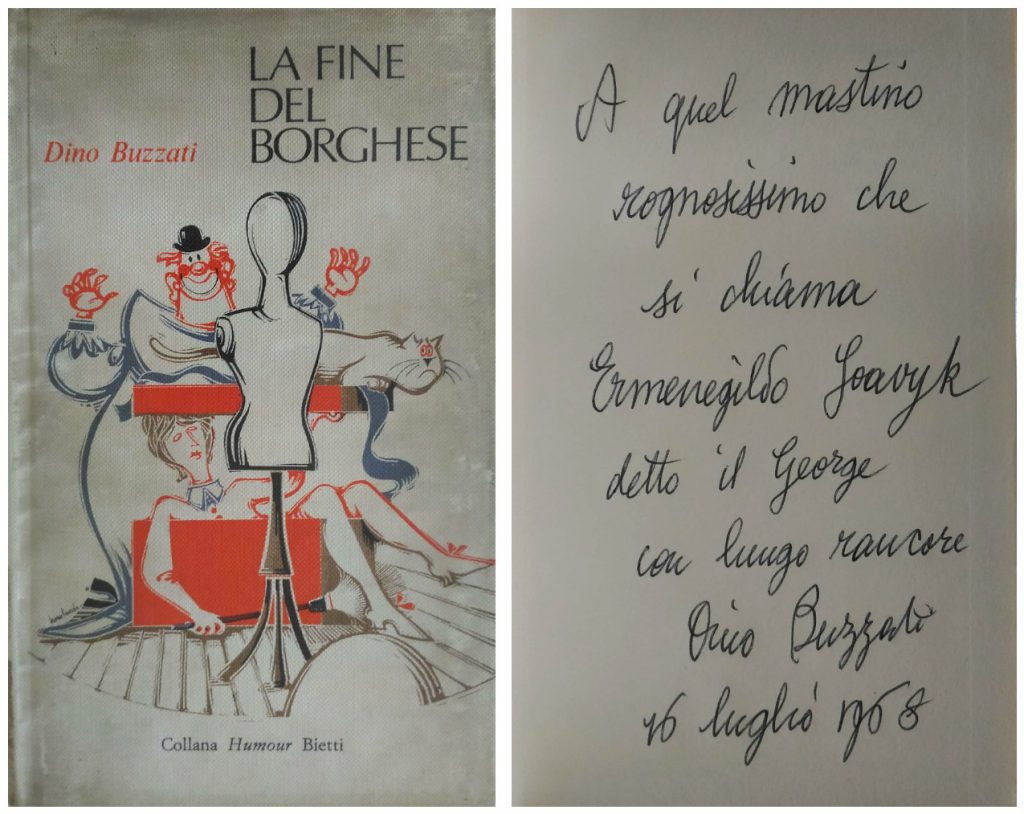 LA FINE
DEL
BORGHESE
Dino Buzzati
Collana Humour Bietti
A quel mastino
rognosissimo che
si chiama
Ermenegildo
detto il George
con lungo rancore
Dino Buzzati
16 luglio 1968